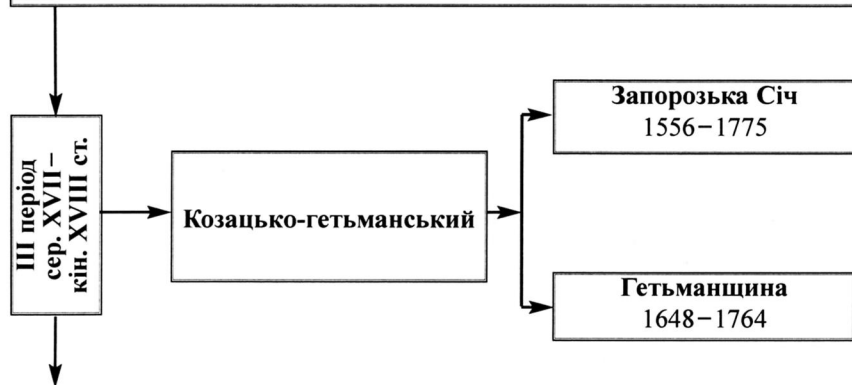 III період
сер. XVII–
кін. XVIII ст.
Козацько-гетьманський
Запорозька Січ
1556–1775
Гетьманщина
1648–1764